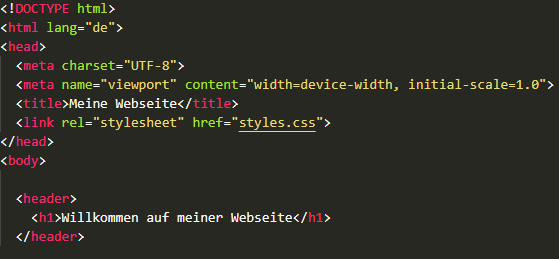 <!DOCTYPE html>
<html lang="de">
<head>
  <meta charset="UTF-8">
  <meta name="viewport" content="width=device-width, initial-scale=1.0">
  <title>Meine Webseite</title>
  <link rel="stylesheet" href="styles.css">
</head>
<body>
  <header>
    <h1>Willkommen auf meiner Webseite</h1>
  </header>